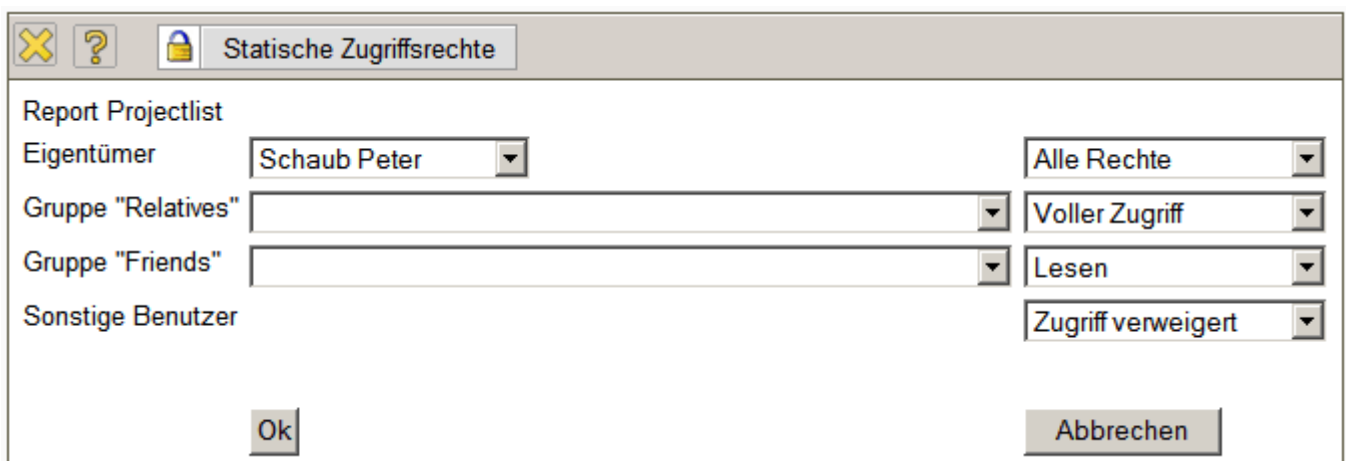 Statische Zugriffsrechte
Report Projectlist
Eigentümer Schaub Peter Alle Rechte
Gruppe "Relatives" Voller Zugriff
Gruppe "Friends" Lesen
Sonstige Benutzer Zugriff verweigert
Ok Abbrechen